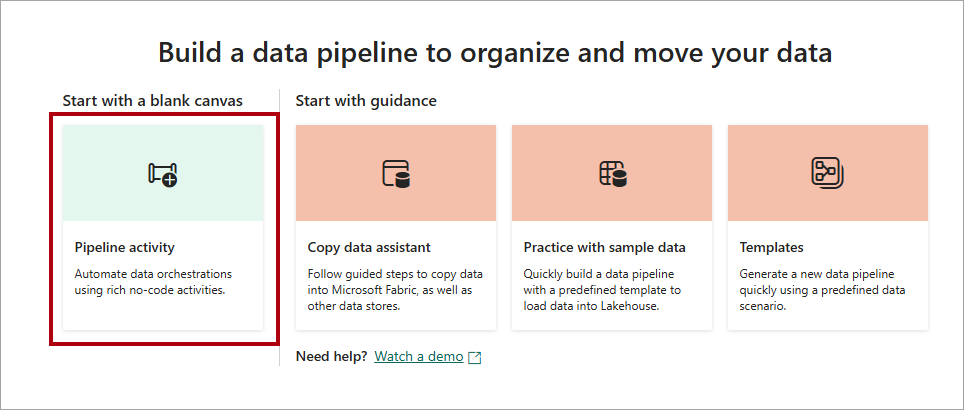 Build a data pipeline to organize and move your data
Start with a blank canvas
Start with guidance
Pipeline activity
Automate data orchestrations
using rich no-code activities.
Copy data assistant
Follow guided steps to copy data
into Microsoft Fabric, as well as
other data stores.
Practice with sample data
Quickly build a data pipeline
with a predefined template to
load data into Lakehouse.
Templates
Generate a new data pipeline
quickly using a predefined data
scenario.
Need help? Watch a demo